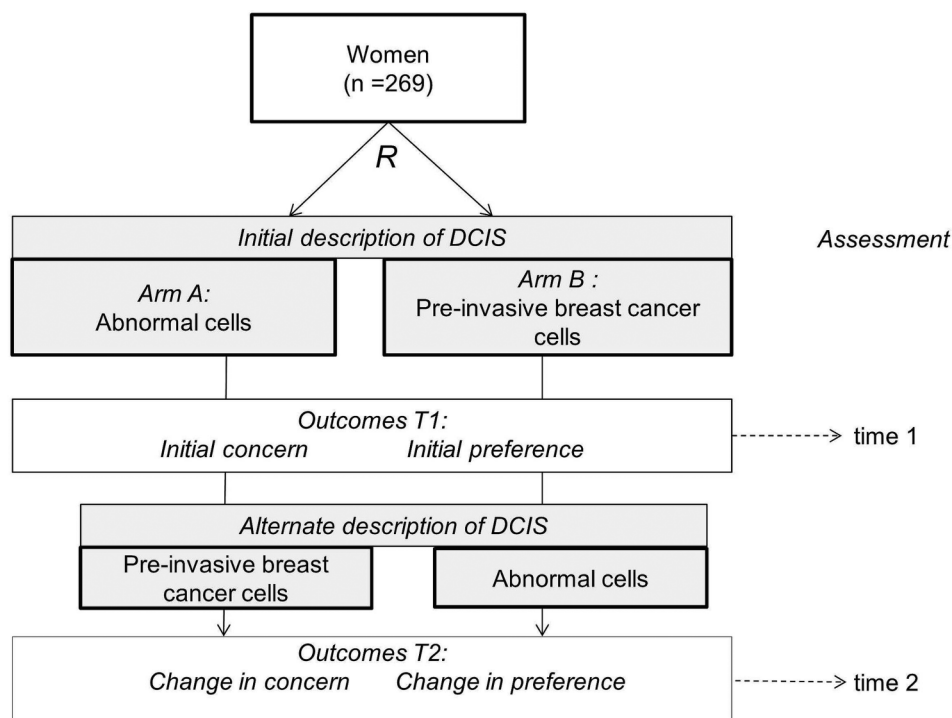 Women
(n =269)
R
Initial description of DCIS
Assessment
Arm A:
Abnormal cells
Arm B :
Pre-invasive breast cancer
cells
Outcomes T1:
Initial concern Initial preference
time 1
Alternate description of DCIS
Pre-invasive breast
cancer cells
Abnormal cells
Outcomes T2:
Change in concern Change in preference
time 2